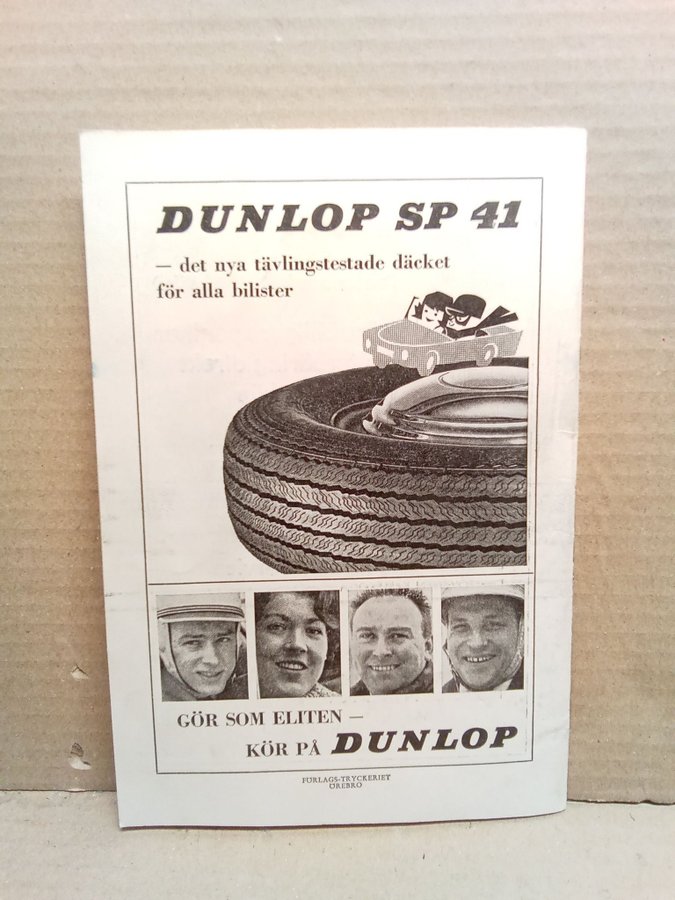 DUNLOP SP 41
— det nya tävlingstestade däcket
för alla bilister
GÖR SOM ELITEN —
KÖR PÅ DUNLOP
FÖRLAGS-TRYCKERIET
ÖREBRO